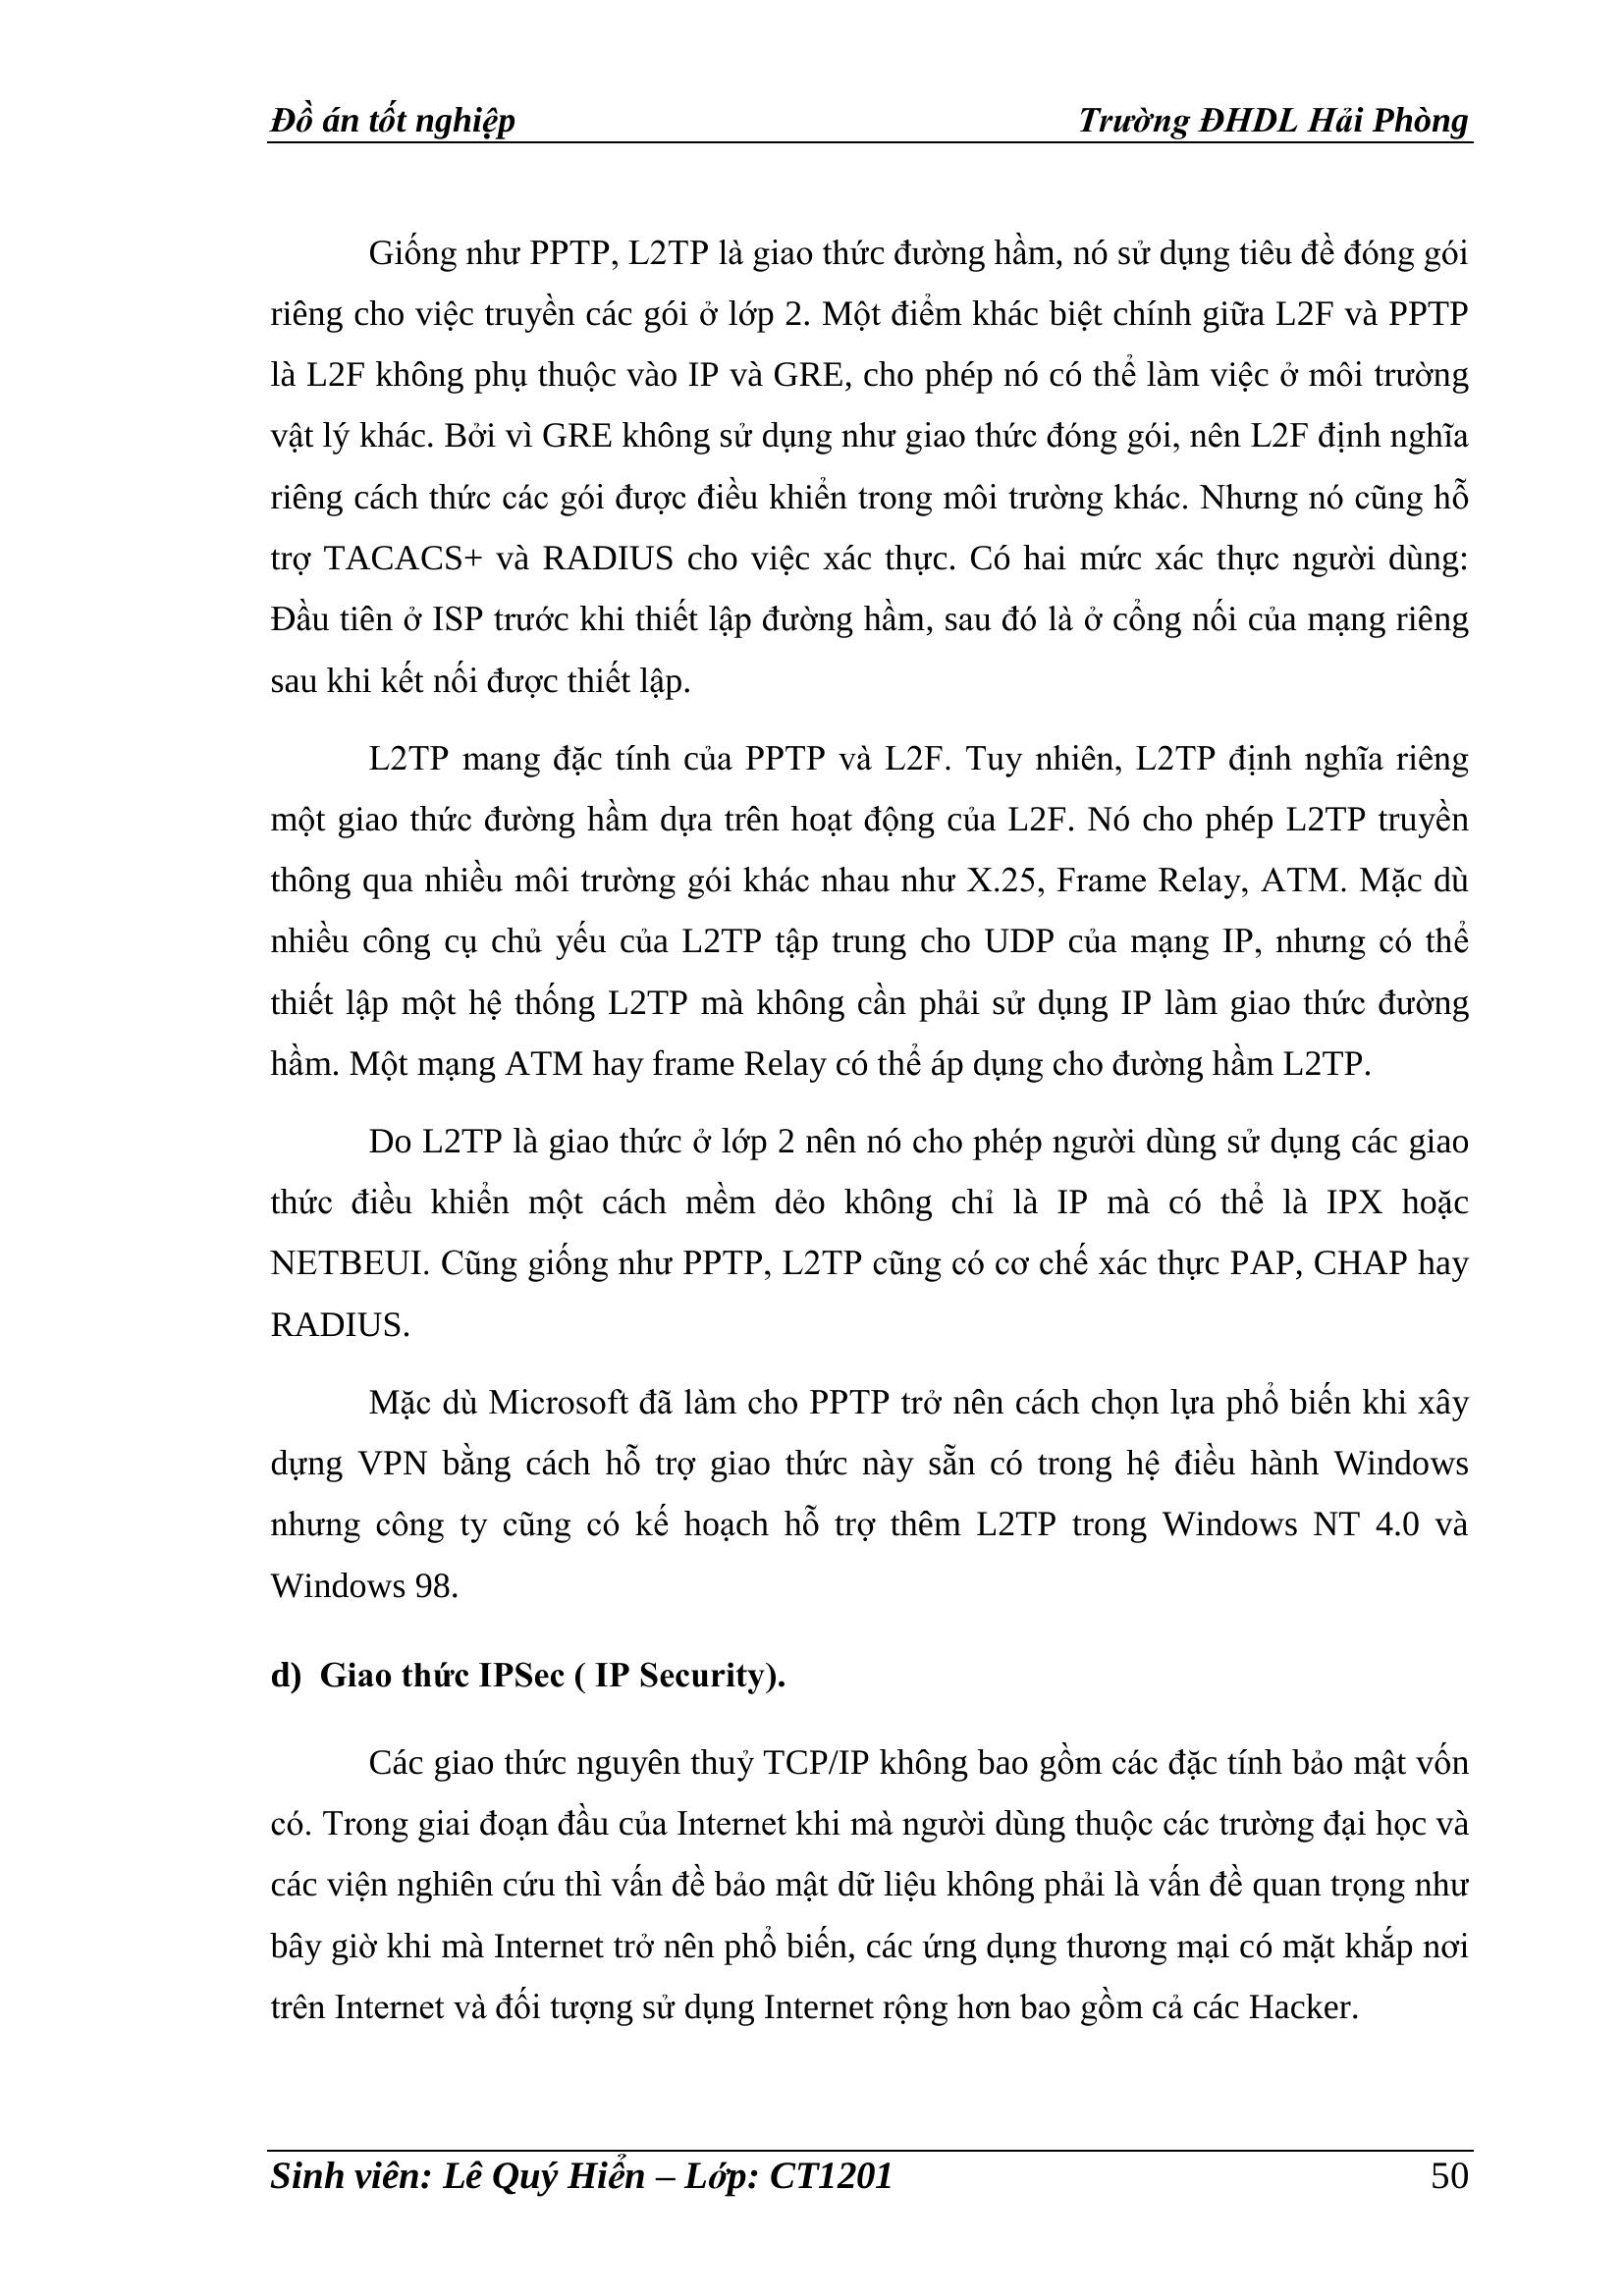 Đồ án tốt nghiệp Trường ĐHDL Hải Phòng
Giống như PPTP, L2TP là giao thức đường hầm, nó sử dụng tiêu đề đóng gói
riêng cho việc truyền các gói ở lớp 2. Một điểm khác biệt chính giữa L2F và PPTP
là L2F không phụ thuộc vào IP và GRE, cho phép nó có thể làm việc ở môi trường
vật lý khác. Bởi vì GRE không sử dụng như giao thức đóng gói, nên L2F định nghĩa
riêng cách thức các gói được điều khiển trong môi trường khác. Nhưng nó cũng hỗ
trợ TACACS+ và RADIUS cho việc xác thực. Có hai mức xác thực người dùng:
Đầu tiên ở ISP trước khi thiết lập đường hầm, sau đó là ở cổng nối của mạng riêng
sau khi kết nối được thiết lập.
L2TP mang đặc tính của PPTP và L2F. Tuy nhiên, L2TP định nghĩa riêng
một giao thức đường hầm dựa trên hoạt động của L2F. Nó cho phép L2TP truyền
thông qua nhiều môi trường gói khác nhau như X.25, Frame Relay, ATM. Mặc dù
nhiều công cụ chủ yếu của L2TP tập trung cho UDP của mạng IP, nhưng có thể
thiết lập một hệ thống L2TP mà không cần phải sử dụng IP làm giao thức đường
hầm. Một mạng ATM hay frame Relay có thể áp dụng cho đường hầm L2TP.
Do L2TP là giao thức ở lớp 2 nên nó cho phép người dùng sử dụng các giao
thức điều khiển một cách mềm dẻo không chỉ là IP mà có thể là IPX hoặc
NETBEUI. Cũng giống như PPTP, L2TP cũng có cơ chế xác thực PAP, CHAP hay
RADIUS.
Mặc dù Microsoft đã làm cho PPTP trở nên cách chọn lựa phổ biến khi xây
dựng VPN bằng cách hỗ trợ giao thức này sẵn có trong hệ điều hành Windows
nhưng công ty cũng có kế hoạch hỗ trợ thêm L2TP trong Windows NT 4.0 và
Windows 98.
d) Giao thức IPSec ( IP Security).
Các giao thức nguyên thuỷ TCP/IP không bao gồm các đặc tính bảo mật vốn
có. Trong giai đoạn đầu của Internet khi mà người dùng thuộc các trường đại học và
các viện nghiên cứu thì vấn đề bảo mật dữ liệu không phải là vấn đề quan trọng như
bây giờ khi mà Internet trở nên phổ biến, các ứng dụng thương mại có mặt khắp nơi
trên Internet và đối tượng sử dụng Internet rộng hơn bao gồm cả các Hacker.
Sinh viên: Lê Quý Hiển – Lớp: CT1201 50